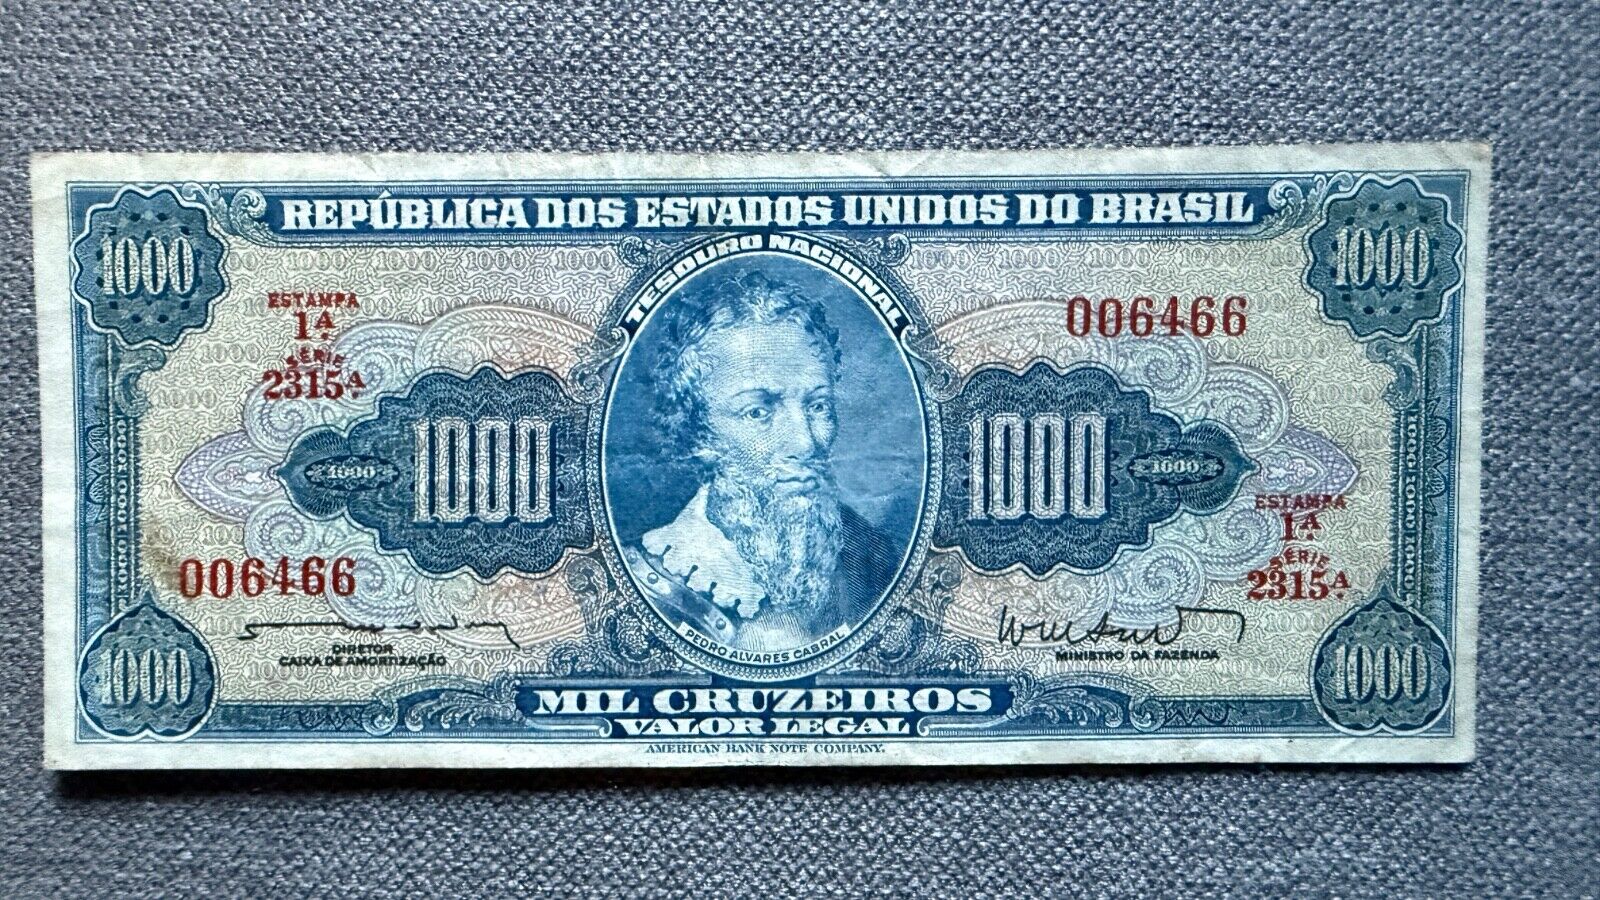 REPÚBLICA DOS ESTADOS UNIDOS DO BRASIL
TESOURO NACIONAL
1000
1000
ESTAMPA
1ª
SÉRIE
2315ª
006466
1000
1000
1000
1000
006466
ESTAMPA
1ª
SÉRIE
2315ª
PEDRO ALVARES CABRAL
DIRETOR
CAIXA DE AMORTIZAÇÃO
MINISTRO DA FAZENDA
1000
1000
MIL CRUZEIROS
VALOR LEGAL
AMERICAN BANK NOTE COMPANY.